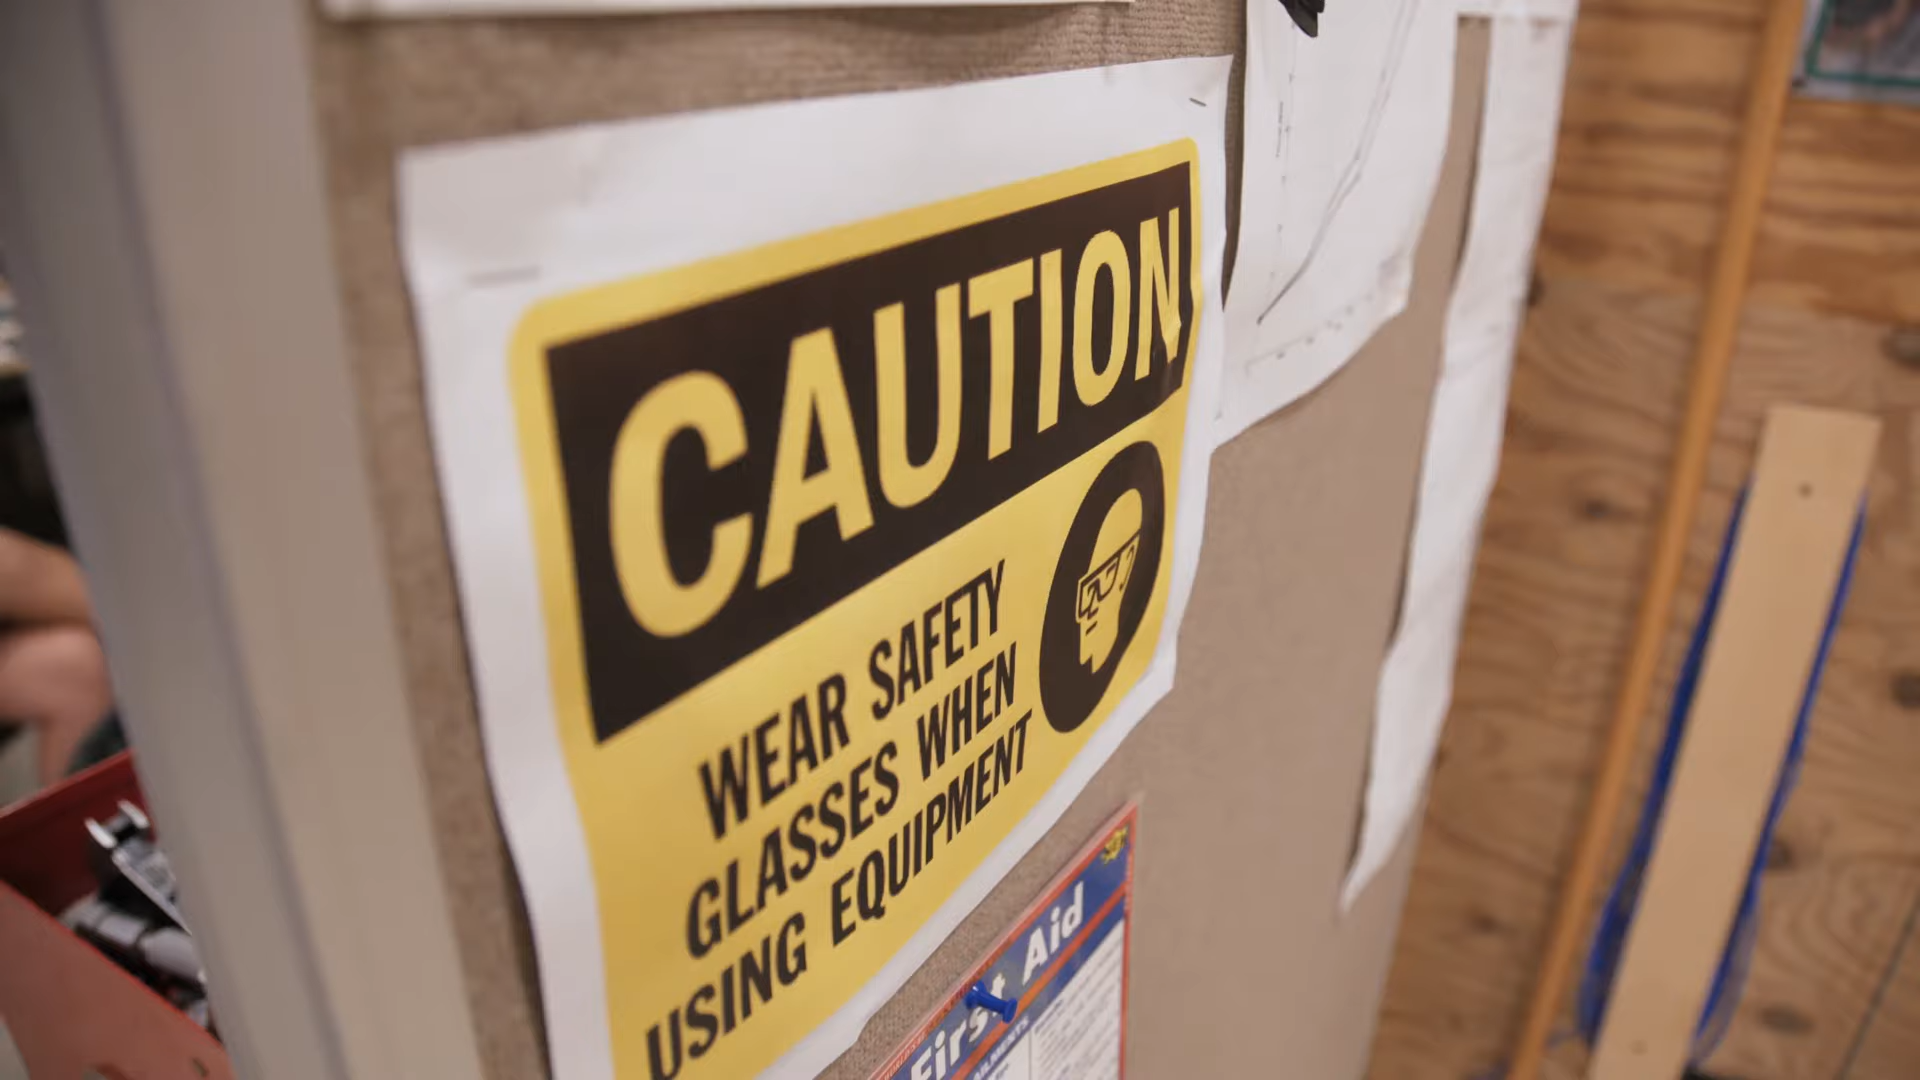 CAUTION
WEAR SAFETY
GLASSES WHEN
USING EQUIPMENT
First Aid